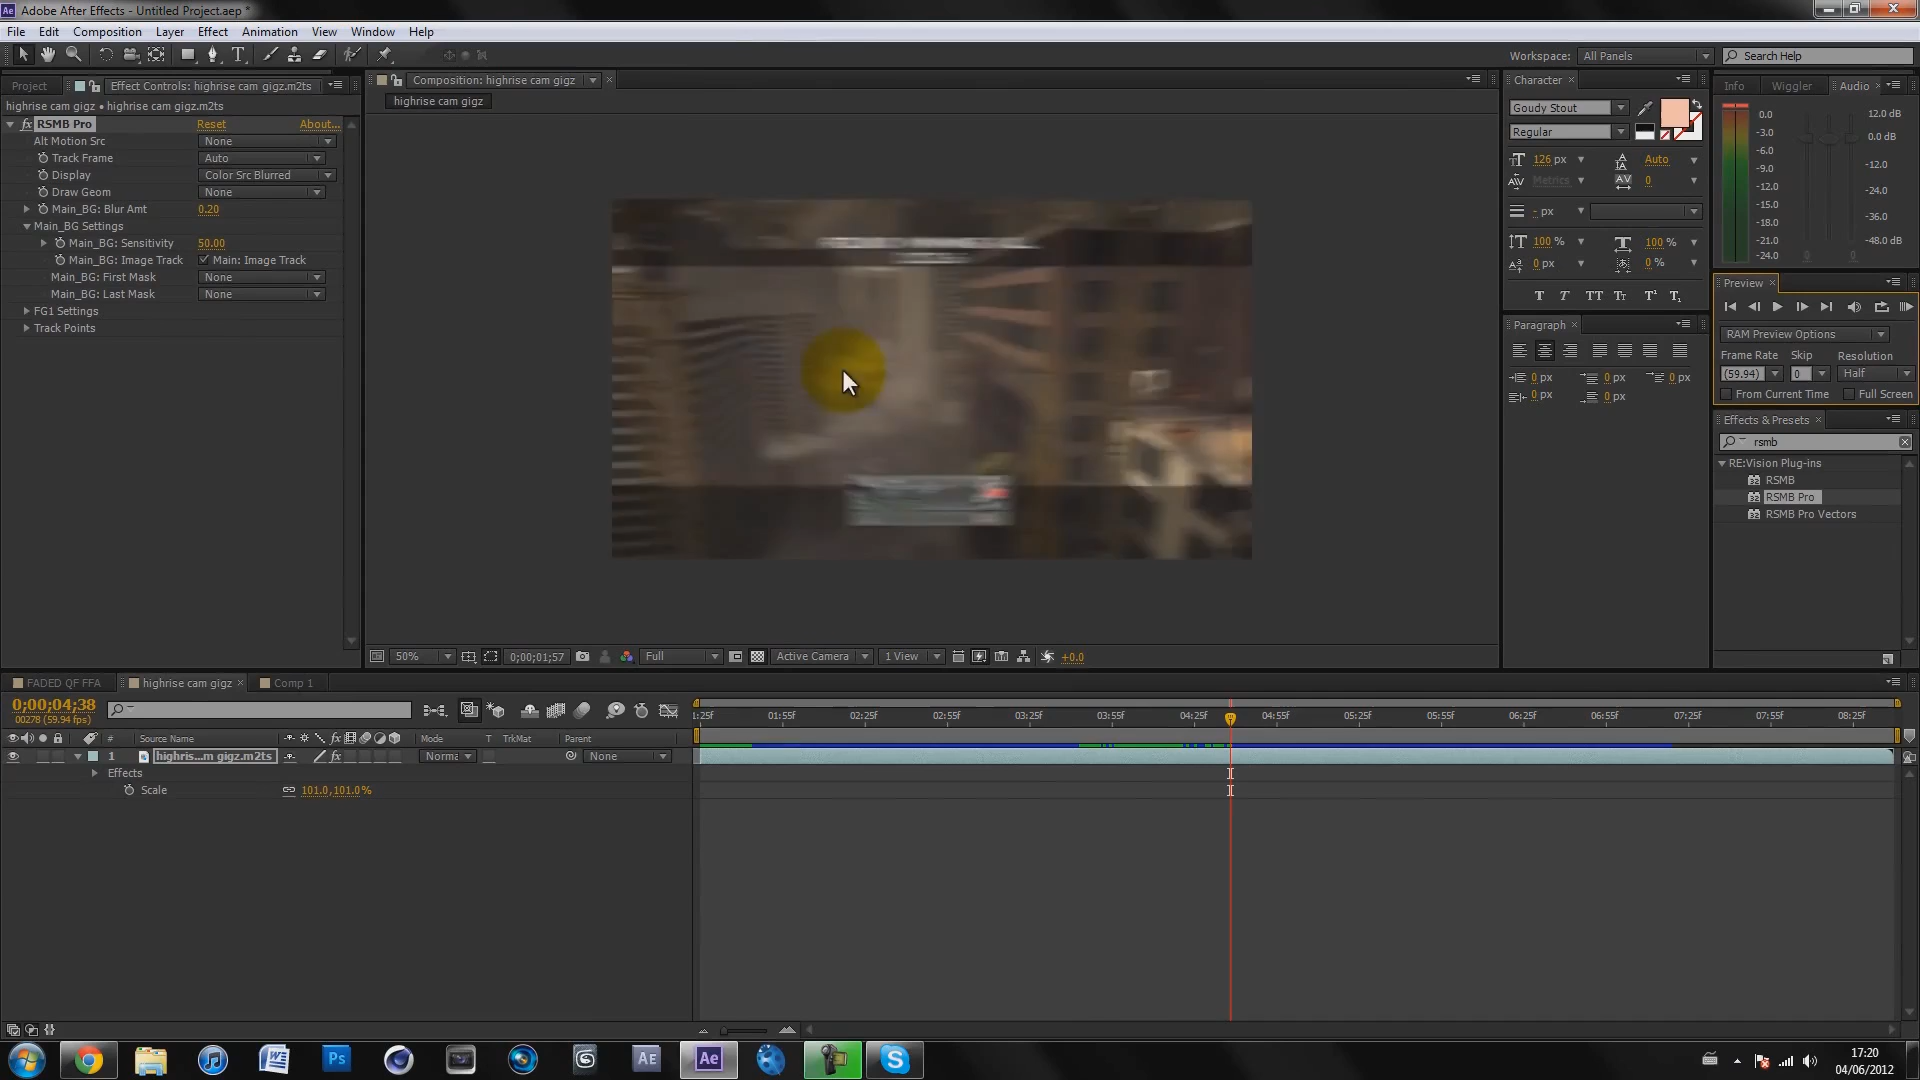 Adobe After Effects - Untitled Project.aep *
File Edit Composition Layer Effect Animation View Window Help
Workspace: All Panels Search Help
Project Effect Controls: highrise cam gigz.m2ts
highrise cam gigz • highrise cam gigz.m2ts
fx RSMB Pro Reset About...
Alt Motion Src None
Track Frame Auto
Display Color Src Blurred
Draw Geom None
Main_BG: Blur Amt 0.20
Main_BG Settings
Main_BG: Sensitivity 50.00
Main_BG: Image Track Main: Image Track
Main_BG: First Mask None
Main_BG: Last Mask None
FG1 Settings
Track Points
Composition: highrise cam gigz
highrise cam gigz
50% 0;00;01;57 Full Active Camera 1 View +0.0
Character
Goudy Stout
Regular
126 px Auto
Metrics 0
- px
100 % 100 %
0 px 0 %
T T TT Tr T¹ T₁
Paragraph
0 px 0 px 0 px
0 px 0 px
Info Wiggler Audio
0.0 12.0 dB
-3.0 0.0 dB
-6.0
-9.0 -12.0
-12.0 -24.0
-15.0
-18.0 -36.0
-21.0 -48.0 dB
-24.0
0 0
Preview
RAM Preview Options
Frame Rate Skip Resolution
(59.94) 0 Half
From Current Time Full Screen
Effects & Presets
rsmb
RE:Vision Plug-ins
RSMB
RSMB Pro
RSMB Pro Vectors
FADED QF FFA highrise cam gigz Comp 1
0;00;04;38
00278 (59.94 fps)
1:25f 01:55f 02:25f 02:55f 03:25f 03:55f 04:25f 04:55f 05:25f 05:55f 06:25f 06:55f 07:25f 07:55f 08:25f
# Source Name Mode T TrkMat Parent
1 highris...m gigz.m2ts Norma None
Effects
Scale 101.0,101.0%
17:20
04/06/2012